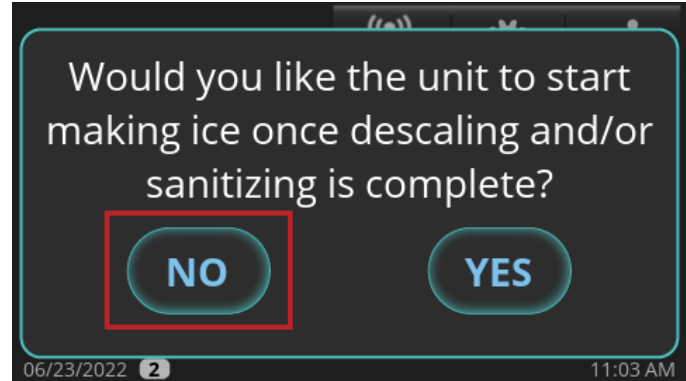 Would you like the unit to start
making ice once descaling and/or
sanitizing is complete?
NO YES
06/23/2022 2 11:03 AM